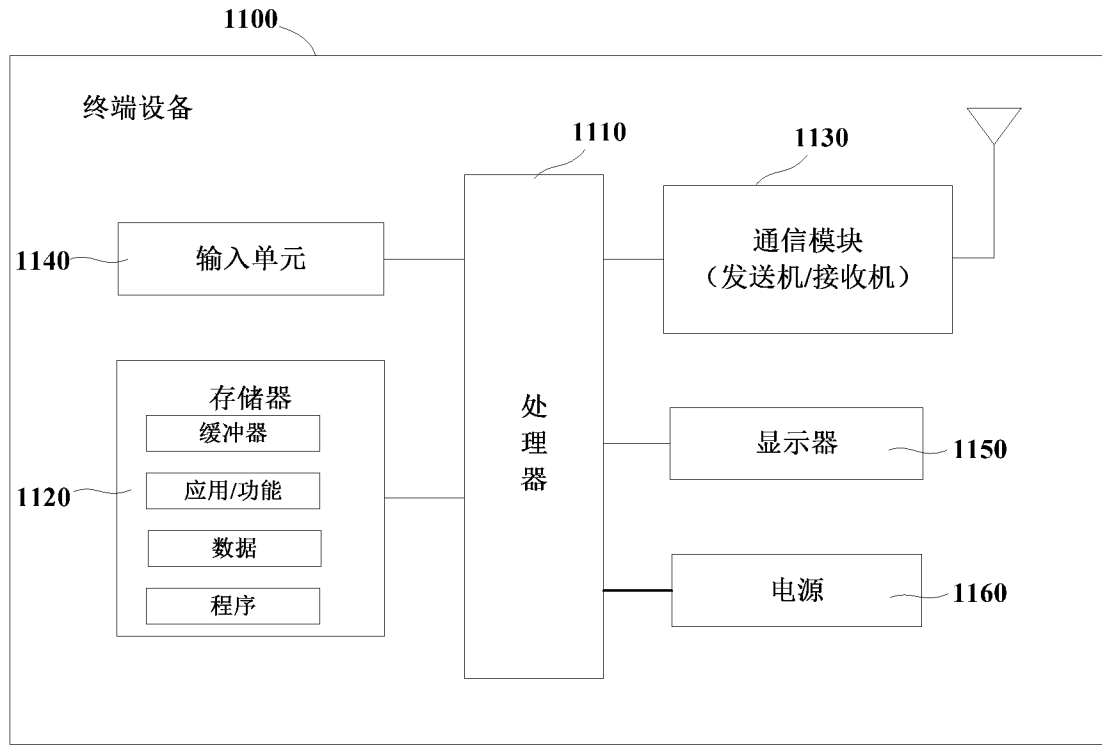 1100
终端设备
1110
1130
1140
输入单元
通信模块
（发送机/接收机）
存储器
缓冲器
1120
应用/功能
数据
程序
处
理
器
显示器
1150
电源
1160